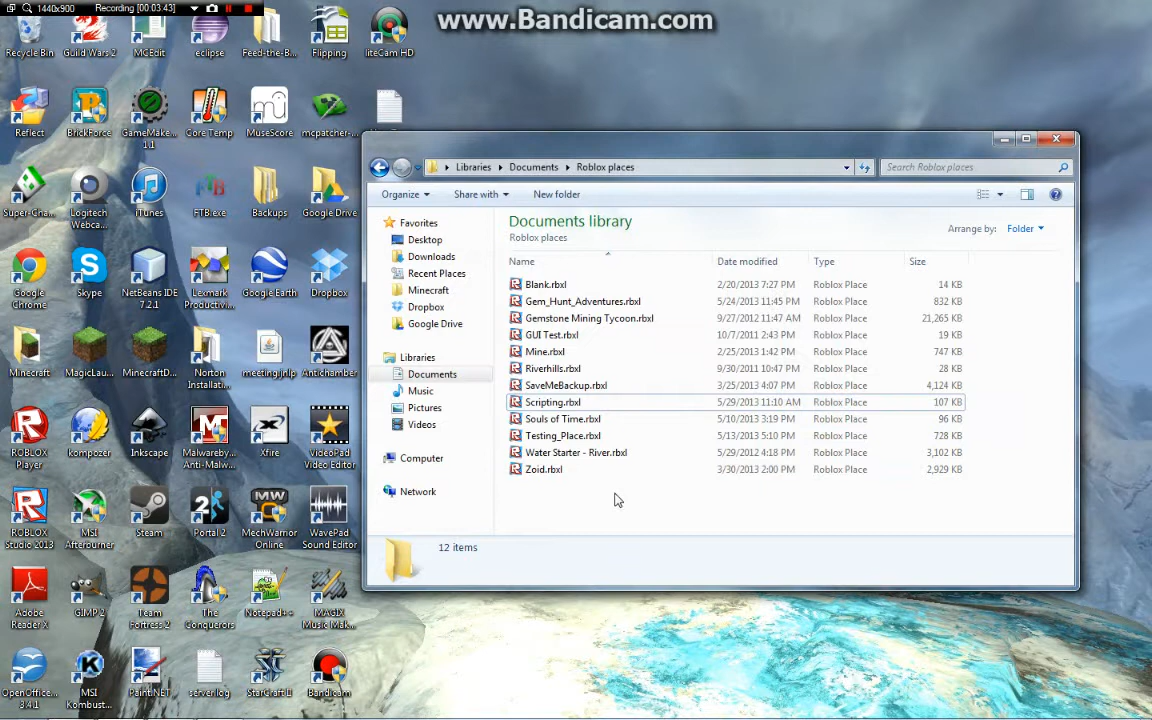 1440x900 Recording [00:03:43]
www.Bandicam.com
Recycle Bin Guild Wars 2 MCEdit eclipse Feed-the-B... Flipping liteCam HD
Reflect BrickForce GameMake... 1.1 Core Temp MuseScore mcpatcher-...
Super-Cha... Logitech Webca... iTunes FTB.exe Backups Google Drive
Google Chrome Skype NetBeans IDE 7.2.1 Lexmark Productivi... Google Earth Dropbox
Minecraft MagicLau... MinecraftD... Norton Installati... meeting.jnlp Antichamber
ROBLOX Player kompozer Inkscape Malwareby... Anti-Malw... Xfire VideoPad Video Editor
ROBLOX Studio 2013 MSI Afterburner Steam Portal 2 MechWarrior Online WavePad Sound Editor
Adobe Reader X GIMP 2 Team Fortress 2 The Conquerors Notepad++ MAGIX Music Mak...
OpenOffice... 3.4.1 MSI Kombust... Paint.NET serverlog StarCraft II Bandicam
Libraries Documents Roblox places Search Roblox places
Organize Share with New folder
Favorites
Desktop
Downloads
Recent Places
Minecraft
Dropbox
Google Drive
Libraries
Documents
Music
Pictures
Videos
Computer
Network
Documents library
Roblox places
Arrange by: Folder
Name Date modified Type Size
Blank.rbxl 2/20/2013 7:27 PM Roblox Place 14 KB
Gem_Hunt_Adventures.rbxl 5/24/2013 11:45 PM Roblox Place 832 KB
Gemstone Mining Tycoon.rbxl 9/27/2012 11:47 AM Roblox Place 21,265 KB
GUI Test.rbxl 10/7/2011 2:43 PM Roblox Place 19 KB
Mine.rbxl 2/25/2013 1:42 PM Roblox Place 747 KB
Riverhills.rbxl 9/30/2011 10:47 PM Roblox Place 28 KB
SaveMeBackup.rbxl 3/25/2013 4:07 PM Roblox Place 4,124 KB
Scripting.rbxl 5/29/2013 11:10 AM Roblox Place 107 KB
Souls of Time.rbxl 5/10/2013 3:19 PM Roblox Place 96 KB
Testing_Place.rbxl 5/13/2013 5:10 PM Roblox Place 728 KB
Water Starter - River.rbxl 5/29/2012 4:18 PM Roblox Place 3,102 KB
Zoid.rbxl 3/30/2013 2:00 PM Roblox Place 2,929 KB
12 items